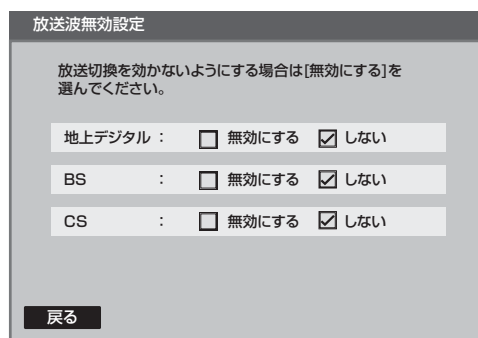 放送波無効設定
放送切換を効かないようにする場合は[無効にする]を
選んでください。
地上デジタル : 無効にする しない
BS : 無効にする しない
CS : 無効にする しない
戻る